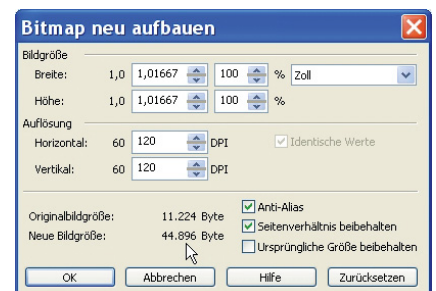 Bitmap neu aufbauen
Bildgröße
Breite: 1,0 1,01667 100 % Zoll
Höhe: 1,0 1,01667 100 %
Auflösung
Horizontal: 60 120 DPI Identische Werte
Vertikal: 60 120 DPI
Originalbildgröße: 11.224 Byte
Neue Bildgröße: 44.896 Byte
Anti-Alias
Seitenverhältnis beibehalten
Ursprüngliche Größe beibehalten
OK Abbrechen Hilfe Zurücksetzen